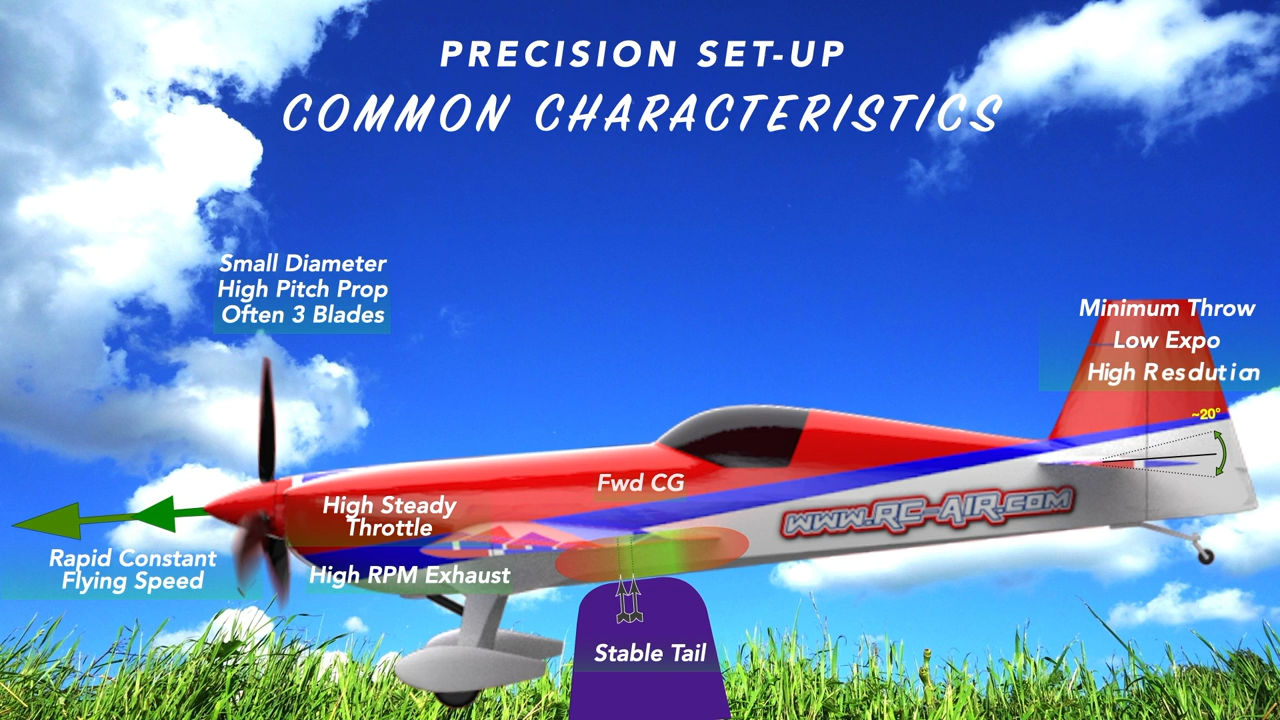 PRECISION SET-UP
COMMON CHARACTERISTICS
Small Diameter
High Pitch Prop
Often 3 Blades
Minimum Throw
Low Expo
High Resolution
~20°
Fwd CG
High Steady
Throttle
www.RC-AIR.com
Rapid Constant
Flying Speed
High RPM Exhaust
Stable Tail